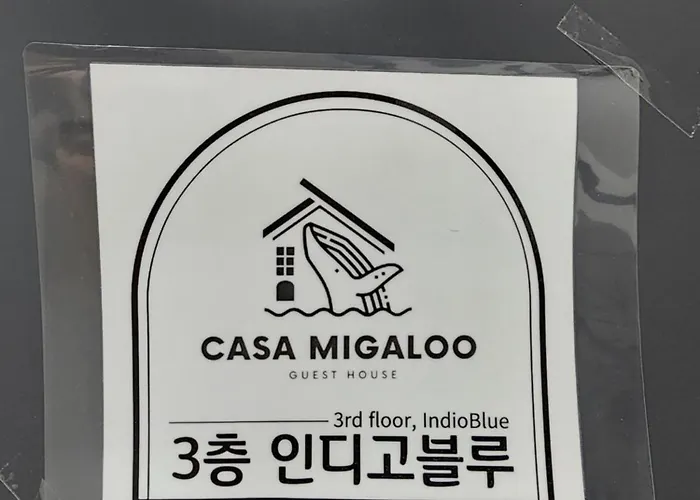 CASA MIGALOO
GUEST HOUSE
3rd floor, IndioBlue
3층 인디고블루